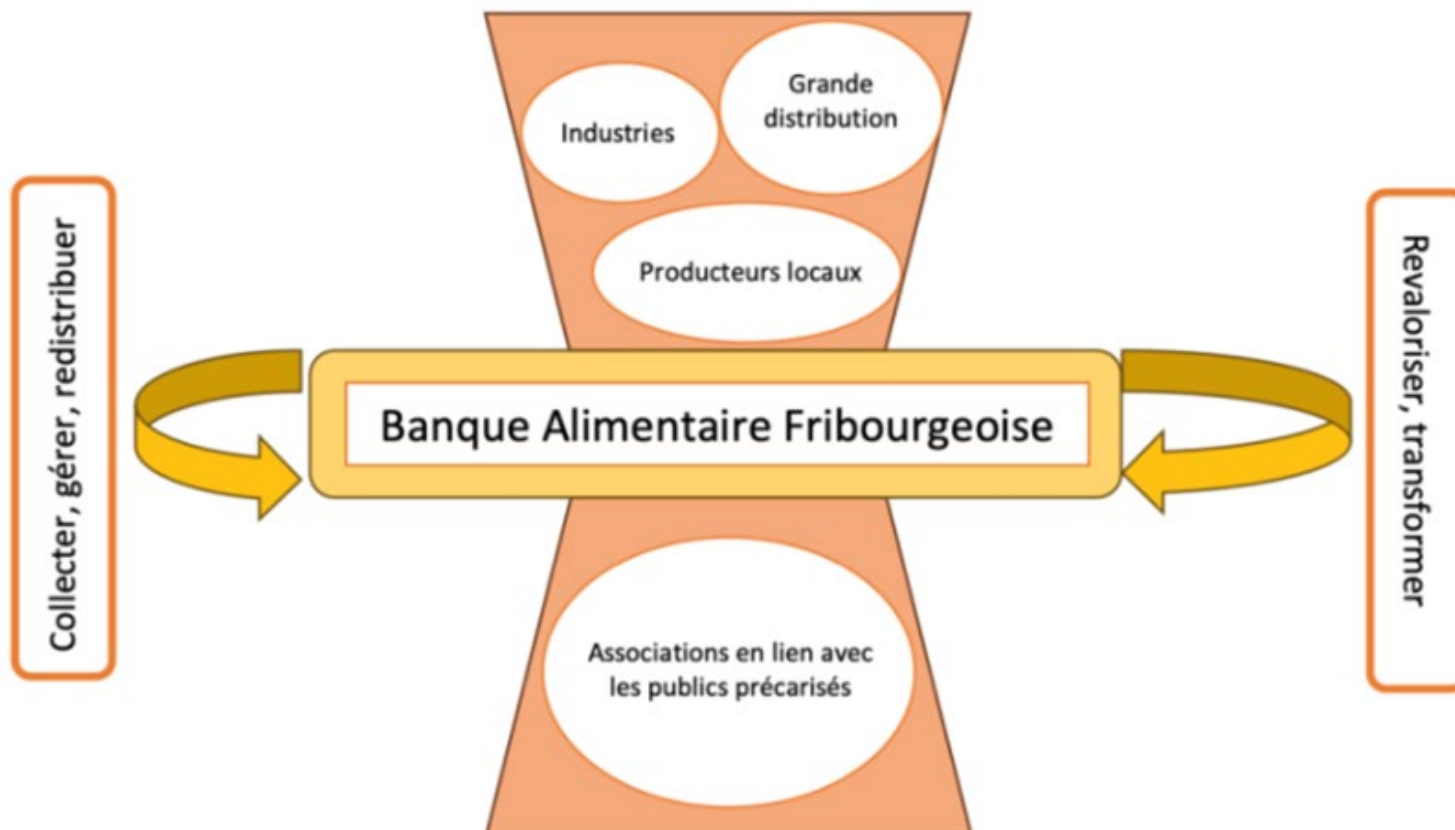 Grande
distribution
Industries
Producteurs locaux
Collecter, gérer, redistribuer
Banque Alimentaire Fribourgeoise
Revaloriser, transformer
Associations en lien avec
les publics précarisés